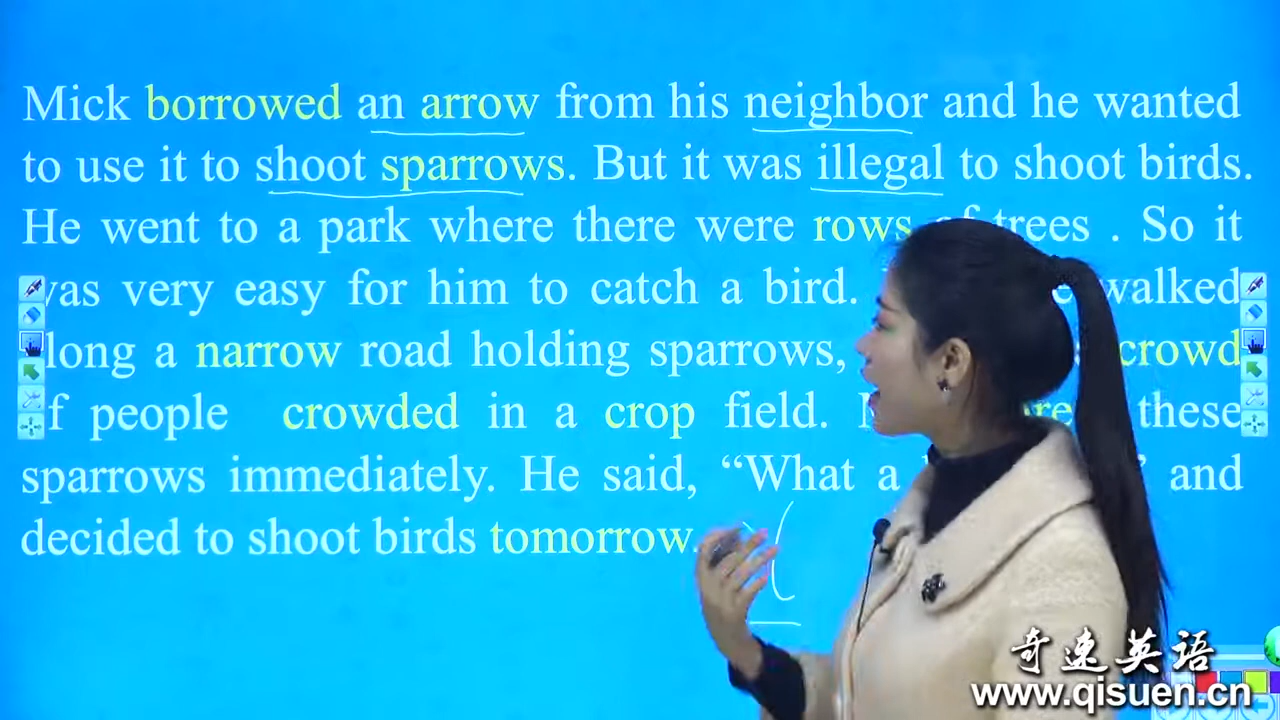 Mick borrowed an arrow from his neighbor and he wanted
to use it to shoot sparrows. But it was illegal to shoot birds.
He went to a park where there were rows of trees . So it
was very easy for him to catch a bird. walked
long a narrow road holding sparrows, crowd
of people crowded in a crop field. these
sparrows immediately. He said, “What a ” and
decided to shoot birds tomorrow.
奇速英语
www.qisuen.cn